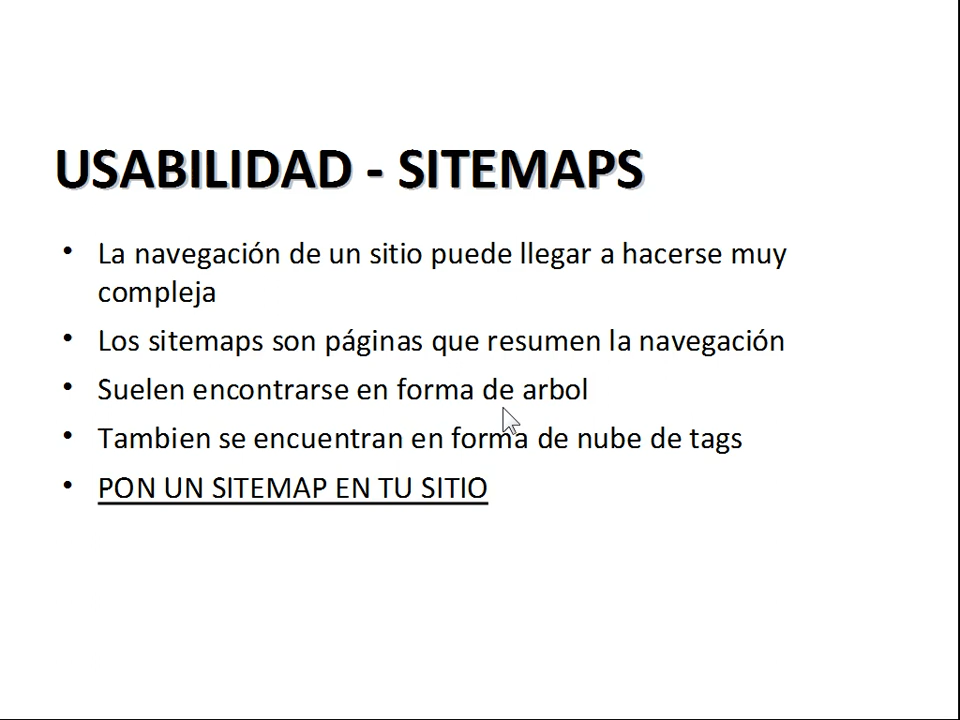 USABILIDAD - SITEMAPS
• La navegación de un sitio puede llegar a hacerse muy
compleja
• Los sitemaps son páginas que resumen la navegación
• Suelen encontrarse en forma de arbol
• Tambien se encuentran en forma de nube de tags
• PON UN SITEMAP EN TU SITIO